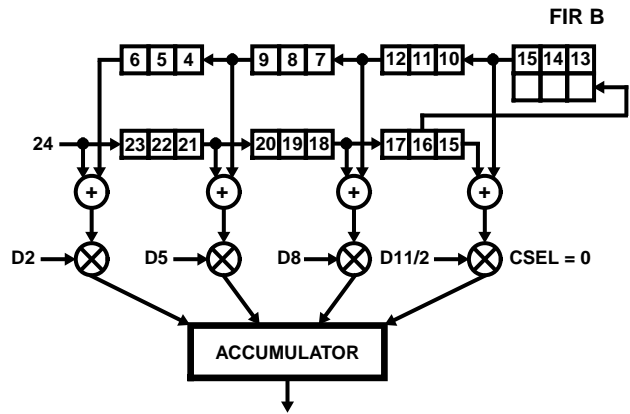 FIR B
6 5 4 9 8 7 12 11 10 15 14 13
24 23 22 21 20 19 18 17 16 15
+ + + +
D2 D5 D8 D11/2 CSEL = 0
ACCUMULATOR